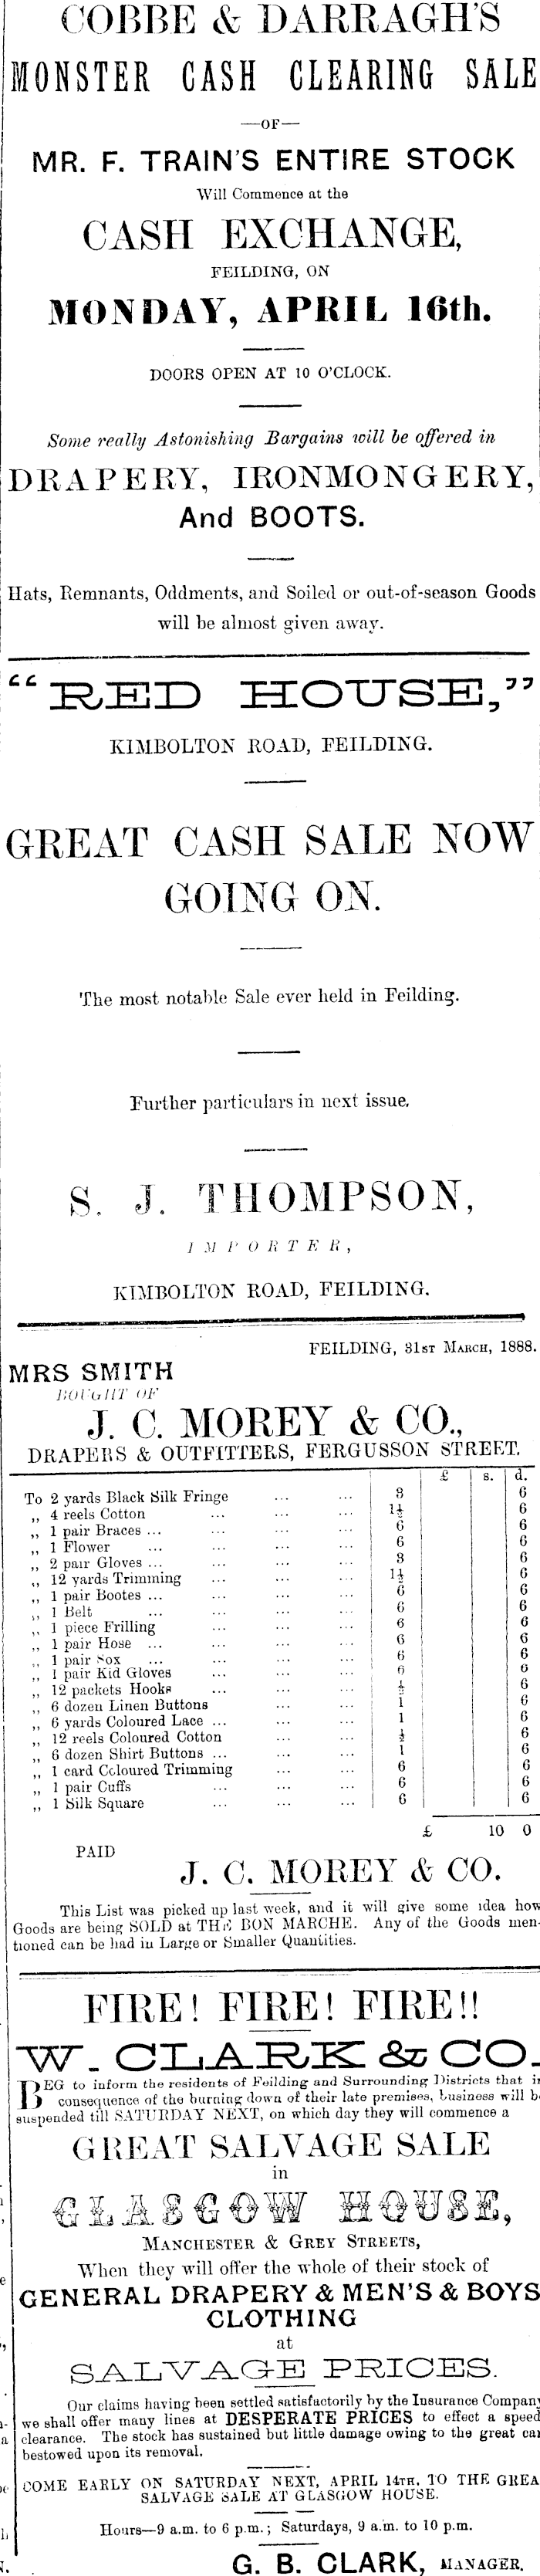 COBBE & DARRAGH'S
MONSTER CASH CLEARING SALE
—OF—
MR. F. TRAIN'S ENTIRE STOCK
Will Commence at the
CASH EXCHANGE,
FEILDING, ON
MONDAY, APRIL 16th.
DOORS OPEN AT 10 O'CLOCK.
Some really Astonishing Bargains will be offered in
DRAPERY, IRONMONGERY,
And BOOTS.
Hats, Remnants, Oddments, and Soiled or out-of-season Goods
will be almost given away.
"RED HOUSE,"
KIMBOLTON ROAD, FEILDING.
GREAT CASH SALE NOW
GOING ON.
The most notable Sale ever held in Feilding.
Further particulars in next issue.
S. J. THOMPSON,
IMPORTER,
KIMBOLTON ROAD, FEILDING.
FEILDING, 31ST MARCH, 1888.
MRS SMITH
BOUGHT OF
J. C. MOREY & CO.,
DRAPERS & OUTFITTERS, FERGUSSON STREET.
£ s. d.
To 2 yards Black Silk Fringe ... ... 3 6
,, 4 reels Cotton ... ... ... 1½ 6
,, 1 pair Braces ... ... ... ... 6 6
,, 1 Flower ... ... ... ... 6 6
,, 2 pair Gloves ... ... ... ... 3 6
,, 12 yards Trimming ... ... ... 1½ 6
,, 1 pair Bootes ... ... ... ... 6 6
,, 1 Belt ... ... ... ... 6 6
,, 1 piece Frilling ... ... ... 6 6
,, 1 pair Hose ... ... ... ... 6 6
,, 1 pair Sox ... ... ... ... 6 6
,, 1 pair Kid Gloves ... ... ... 6 6
,, 12 packets Hooks ... ... ... ½ 6
,, 6 dozen Linen Buttons ... ... 1 6
,, 6 yards Coloured Lace ... ... ... 1 6
,, 12 reels Coloured Cotton ... ... ½ 6
,, 6 dozen Shirt Buttons ... ... ... 1 6
,, 1 card Coloured Trimming ... ... 6 6
,, 1 pair Cuffs ... ... ... 6 6
,, 1 Silk Square ... ... ... 6 6
£ 10 0
PAID
J. C. MOREY & CO.
This List was picked up last week, and it will give some idea how
Goods are being SOLD at THE BON MARCHE. Any of the Goods men-
tioned can be had in Large or Smaller Quantities.
FIRE! FIRE! FIRE!!
W. CLARK & CO.
BEG to inform the residents of Feilding and Surrounding Districts that in
consequence of the burning down of their late premises, business will b
suspended till SATURDAY NEXT, on which day they will commence a
GREAT SALVAGE SALE
in
GLASGOW HOUSE,
MANCHESTER & GREY STREETS,
When they will offer the whole of their stock of
GENERAL DRAPERY & MEN'S & BOYS
CLOTHING
at
SALVAGE PRICES.
Our claims having been settled satisfactorily by the Insurance Company
we shall offer many lines at DESPERATE PRICES to effect a speed
clearance. The stock has sustained but little damage owing to the great ca
bestowed upon its removal.
COME EARLY ON SATURDAY NEXT, APRIL 14TH, TO THE GREA
SALVAGE SALE AT GLASGOW HOUSE.
Hours—9 a.m. to 6 p.m.; Saturdays, 9 a.m. to 10 p.m.
G. B. CLARK, MANAGER.